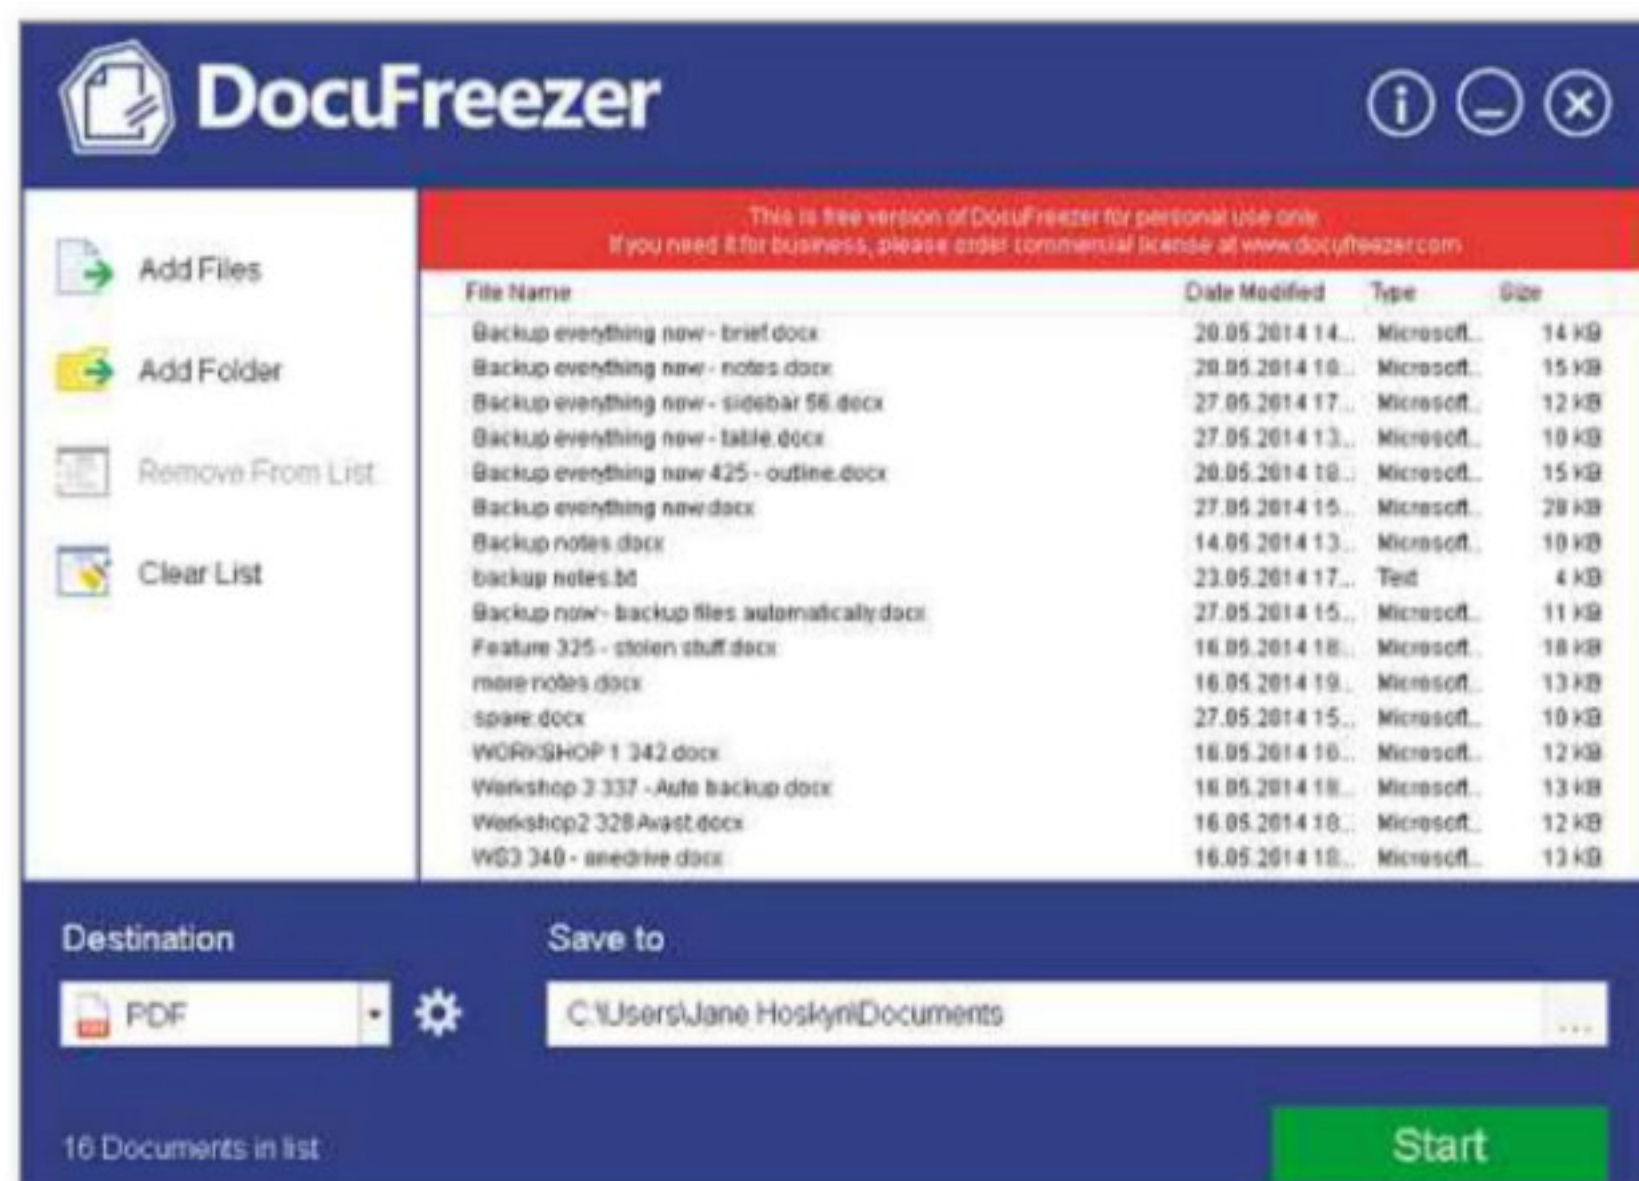 DocuFreezer
This is free version of DocuFreezer for personal use only
If you need it for business, please order commercial license at www.docufreezer.com
Add Files
Add Folder
Remove From List
Clear List
File Name Date Modified Type Size
Backup everything now - brief.docx 20.05.2014 14... Microsoft... 14 KB
Backup everything now - notes.docx 20.05.2014 Microsoft... 15 KB
Backup everything now - sidebar 56.docx 27.05.2014 17... Microsoft... 12 KB
Backup everything now - table.docx 27.05.2014 13... Microsoft... 10 KB
Backup everything now 425 - outline.docx 20.05.2014 Microsoft... 15 KB
Backup everything now.docx 27.05.2014 15... Microsoft... KB
Backup notes.docx 14.05.2014 13... Microsoft... 10 KB
backup notes.txt 23.05.2014 17... Text 4 KB
Backup now - backup files automatically.docx 27.05.2014 15... Microsoft... 11 KB
Feature 325 - stolen stuff.docx 16.05.2014 Microsoft... KB
more notes.docx 16.05.2014 19... Microsoft... 13 KB
spare.docx 27.05.2014 15... Microsoft... 10 KB
WORKSHOP 1 342.docx 16.05.2014 Microsoft... 12 KB
Workshop 3 337 - Auto backup.docx 16.05.2014 Microsoft... 13 KB
Workshop2 328 Avast.docx 16.05.2014 Microsoft... 12 KB
WS3 340 - onedrive.docx 16.05.2014 Microsoft... 13 KB
Destination
Save to
PDF
C:\Users\Jane Hoskyn\Documents
...
16 Documents in list
Start